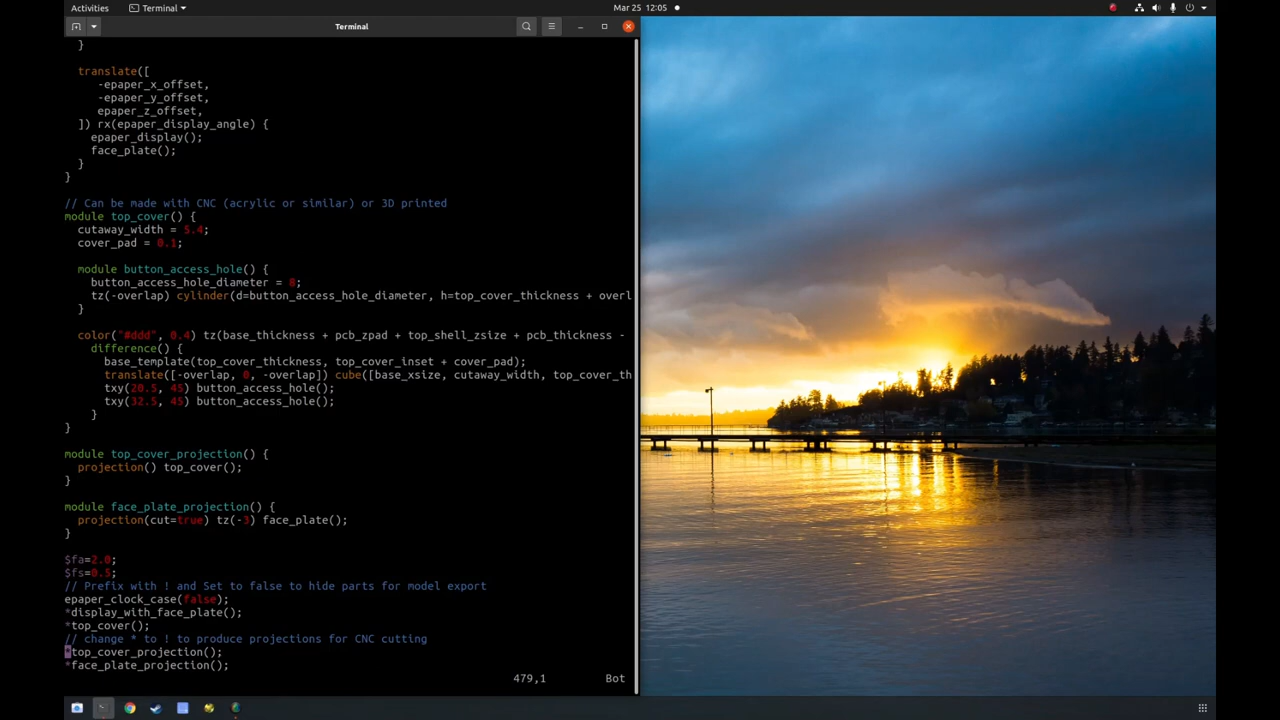 Activities
Terminal
Mar 25 12:05
Terminal
}
translate([
-epaper_x_offset,
-epaper_y_offset,
epaper_z_offset,
]) rx(epaper_display_angle) {
epaper_display();
face_plate();
}
}
// Can be made with CNC (acrylic or similar) or 3D printed
module top_cover() {
cutaway_width = 5.4;
cover_pad = 0.1;
module button_access_hole() {
button_access_hole_diameter = 6;
tz(-overlap) cylinder(d=button_access_hole_diameter, h=top_cover_thickness + overl
}
color("#ddd", 0.4) tz(base_thickness + pcb_zpad + top_shell_zsize + pcb_thickness -
difference() {
base_template(top_cover_thickness, top_cover_inset + cover_pad);
translate([-overlap, 0, -overlap]) cube([base_xsize, cutaway_width, top_cover_th
txy(20.5, 45) button_access_hole();
txy(32.5, 45) button_access_hole();
}
}
module top_cover_projection() {
projection() top_cover();
}
module face_plate_projection() {
projection(cut=true) tz(-3) face_plate();
}
$fa=2.0;
$fs=0.5;
// Prefix with ! and Set to false to hide parts for model export
epaper_clock_case(false);
*display_with_face_plate();
*top_cover();
// change * to ! to produce projections for CNC cutting
*top_cover_projection();
*face_plate_projection();
479,1 Bot